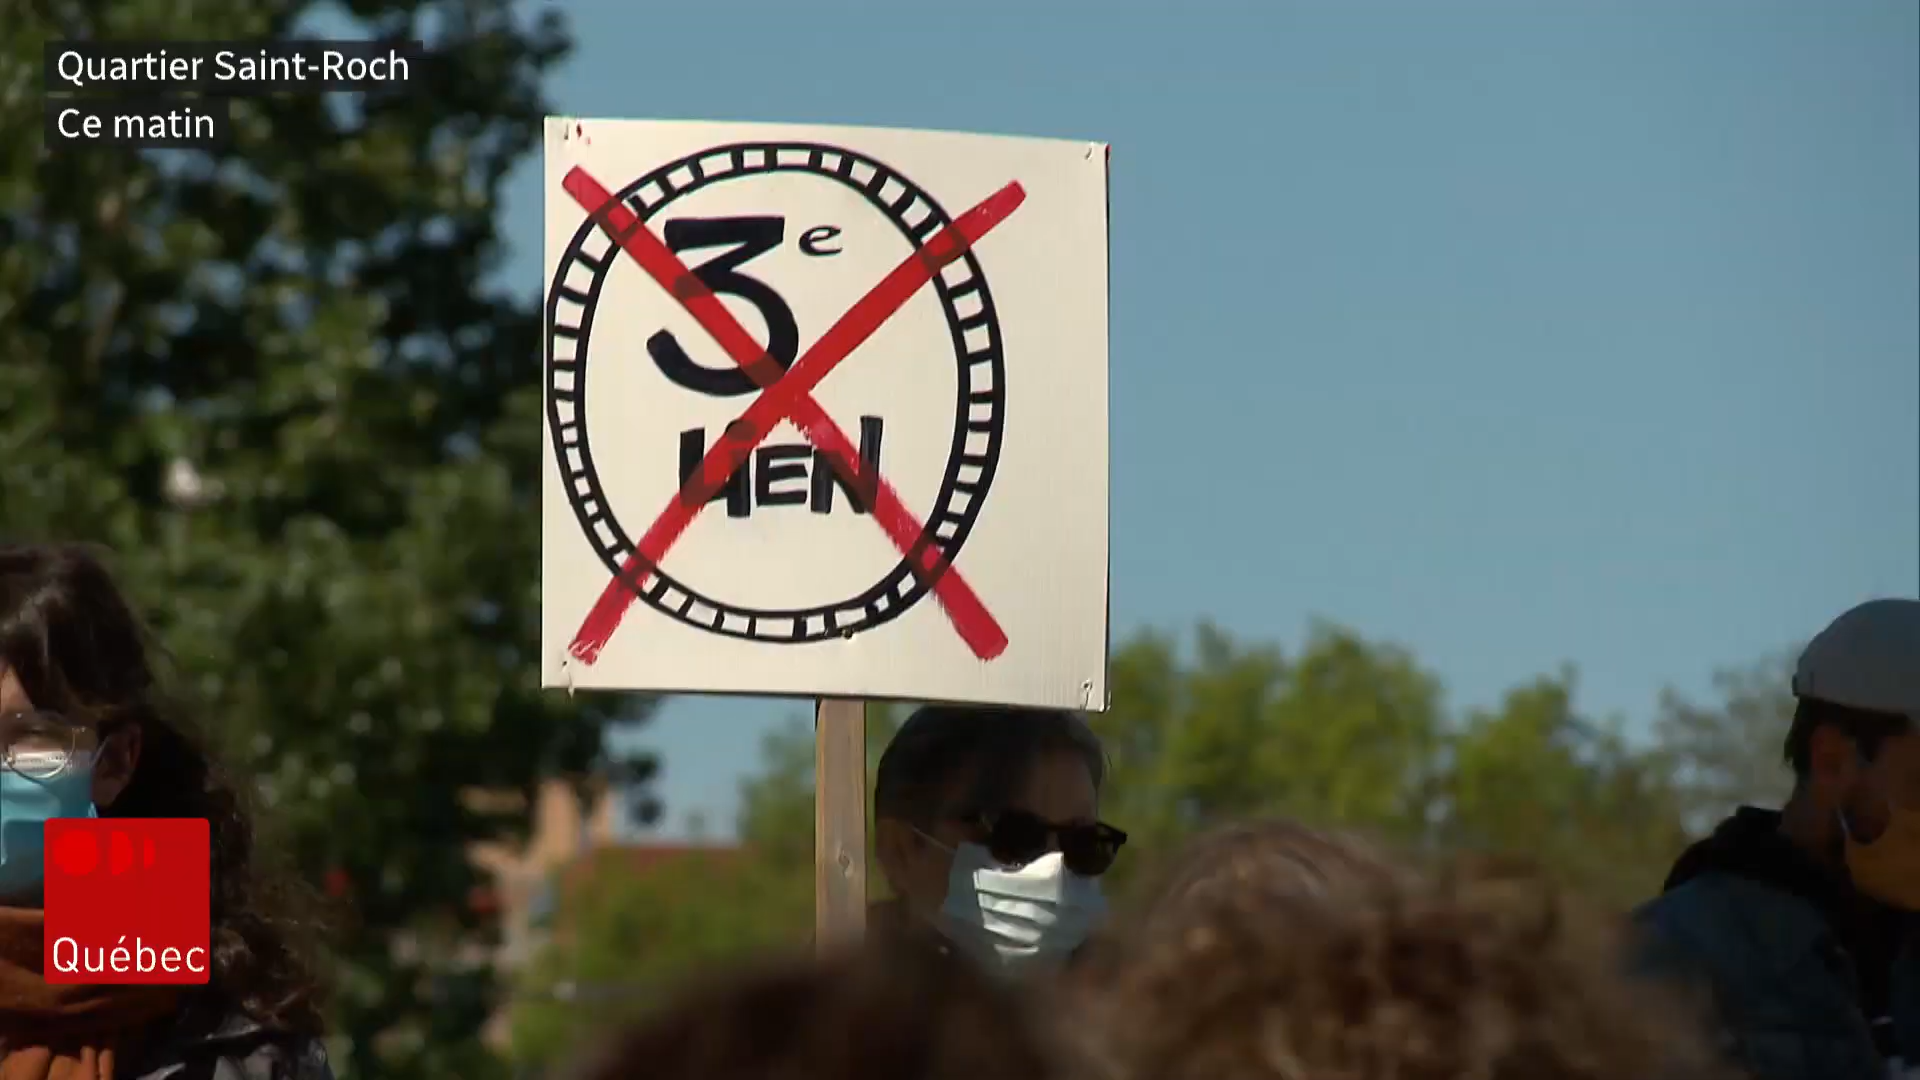 Quartier Saint-Roch
Ce matin
3e
LiEN
Québec